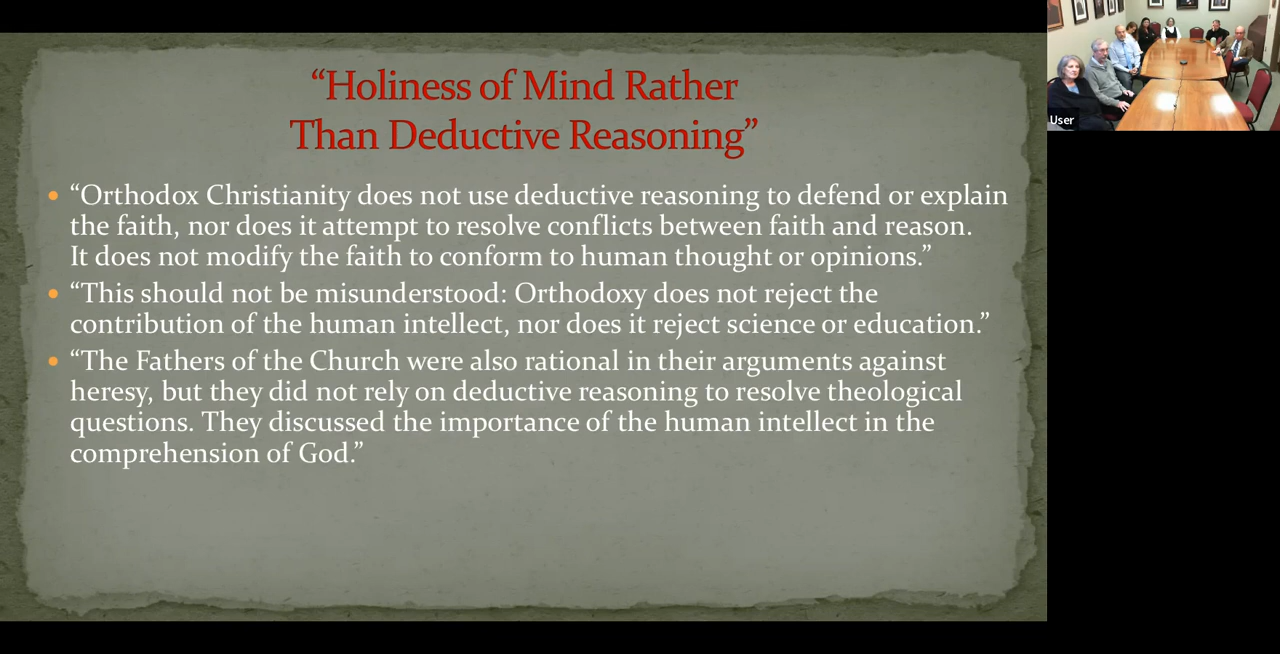 “Holiness of Mind Rather
Than Deductive Reasoning”
• “Orthodox Christianity does not use deductive reasoning to defend or explain
the faith, nor does it attempt to resolve conflicts between faith and reason.
It does not modify the faith to conform to human thought or opinions.”
• “This should not be misunderstood: Orthodoxy does not reject the
contribution of the human intellect, nor does it reject science or education.”
• “The Fathers of the Church were also rational in their arguments against
heresy, but they did not rely on deductive reasoning to resolve theological
questions. They discussed the importance of the human intellect in the
comprehension of God.”
User